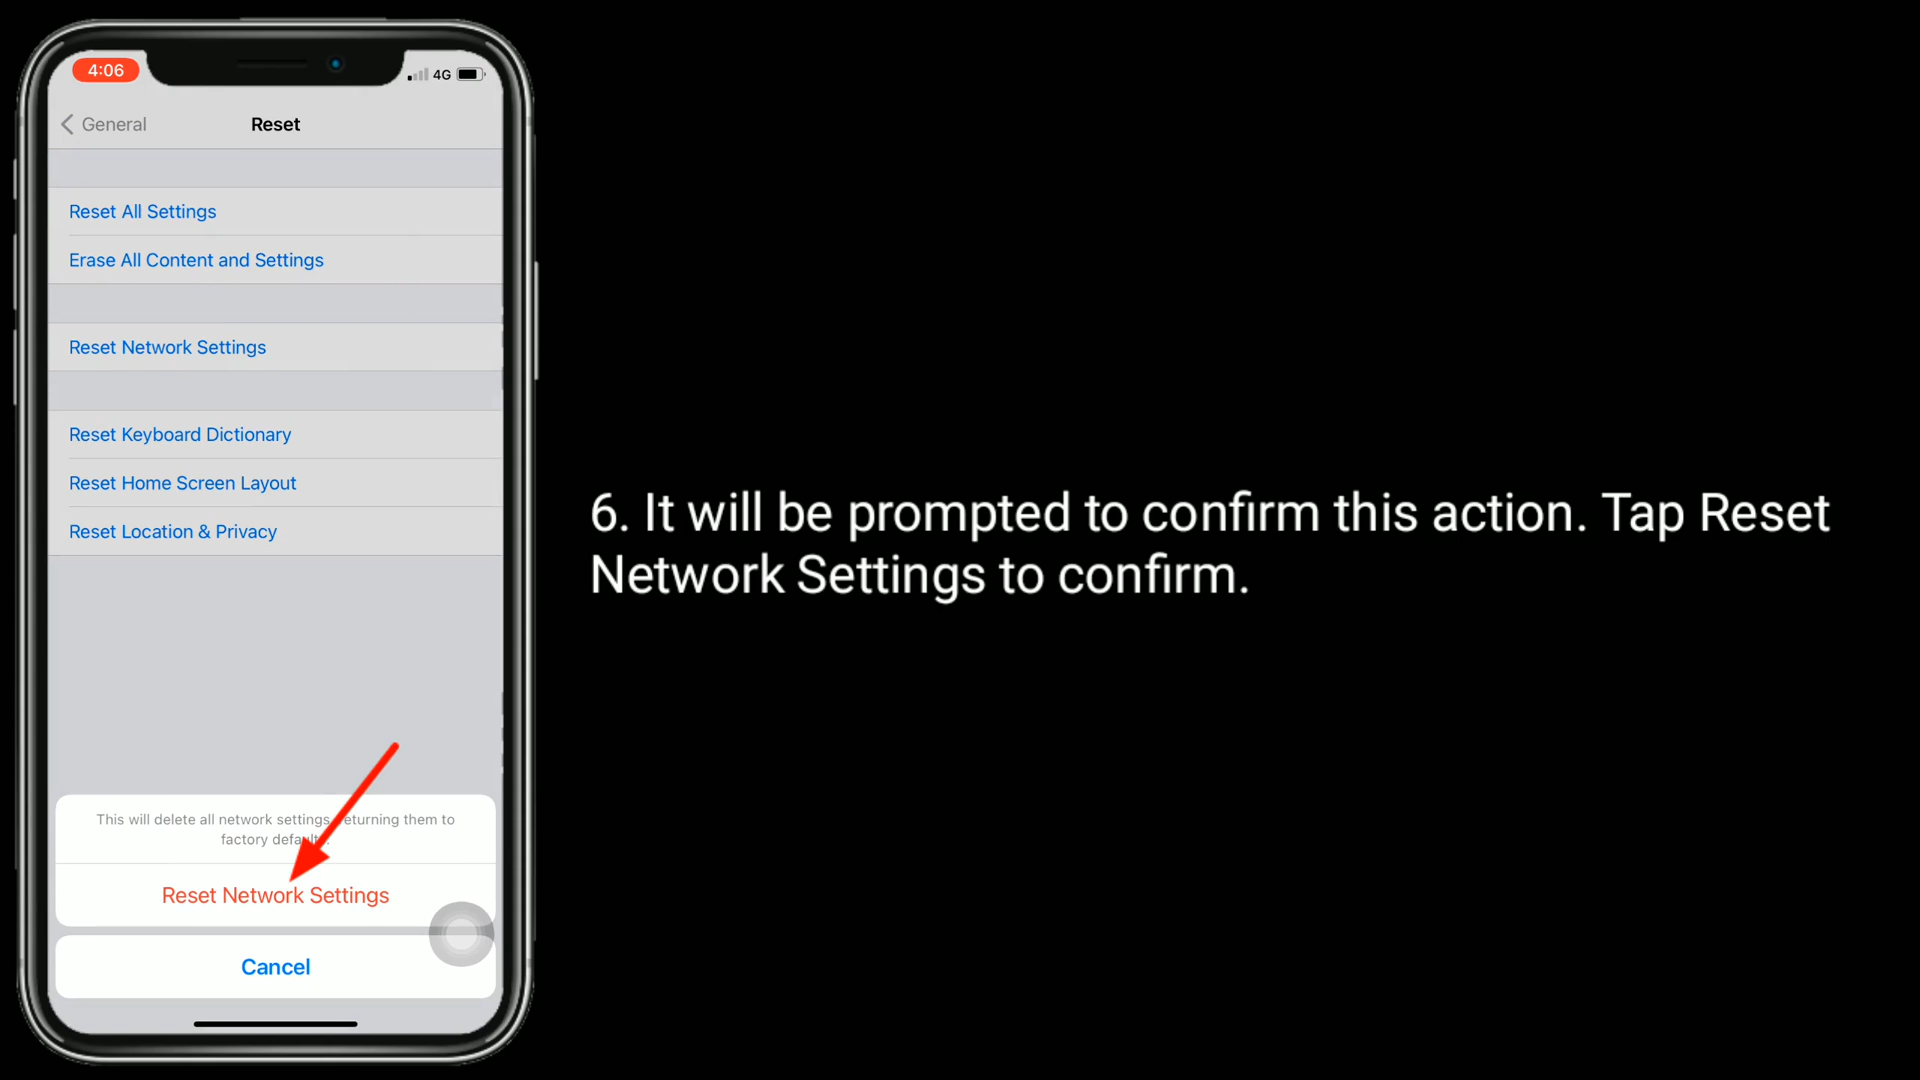 4:06
4G
General
Reset
Reset All Settings
Erase All Content and Settings
Reset Network Settings
Reset Keyboard Dictionary
Reset Home Screen Layout
Reset Location & Privacy
This will delete all network settings, returning them to
factory defaults.
Reset Network Settings
Cancel
6. It will be prompted to confirm this action. Tap Reset
Network Settings to confirm.